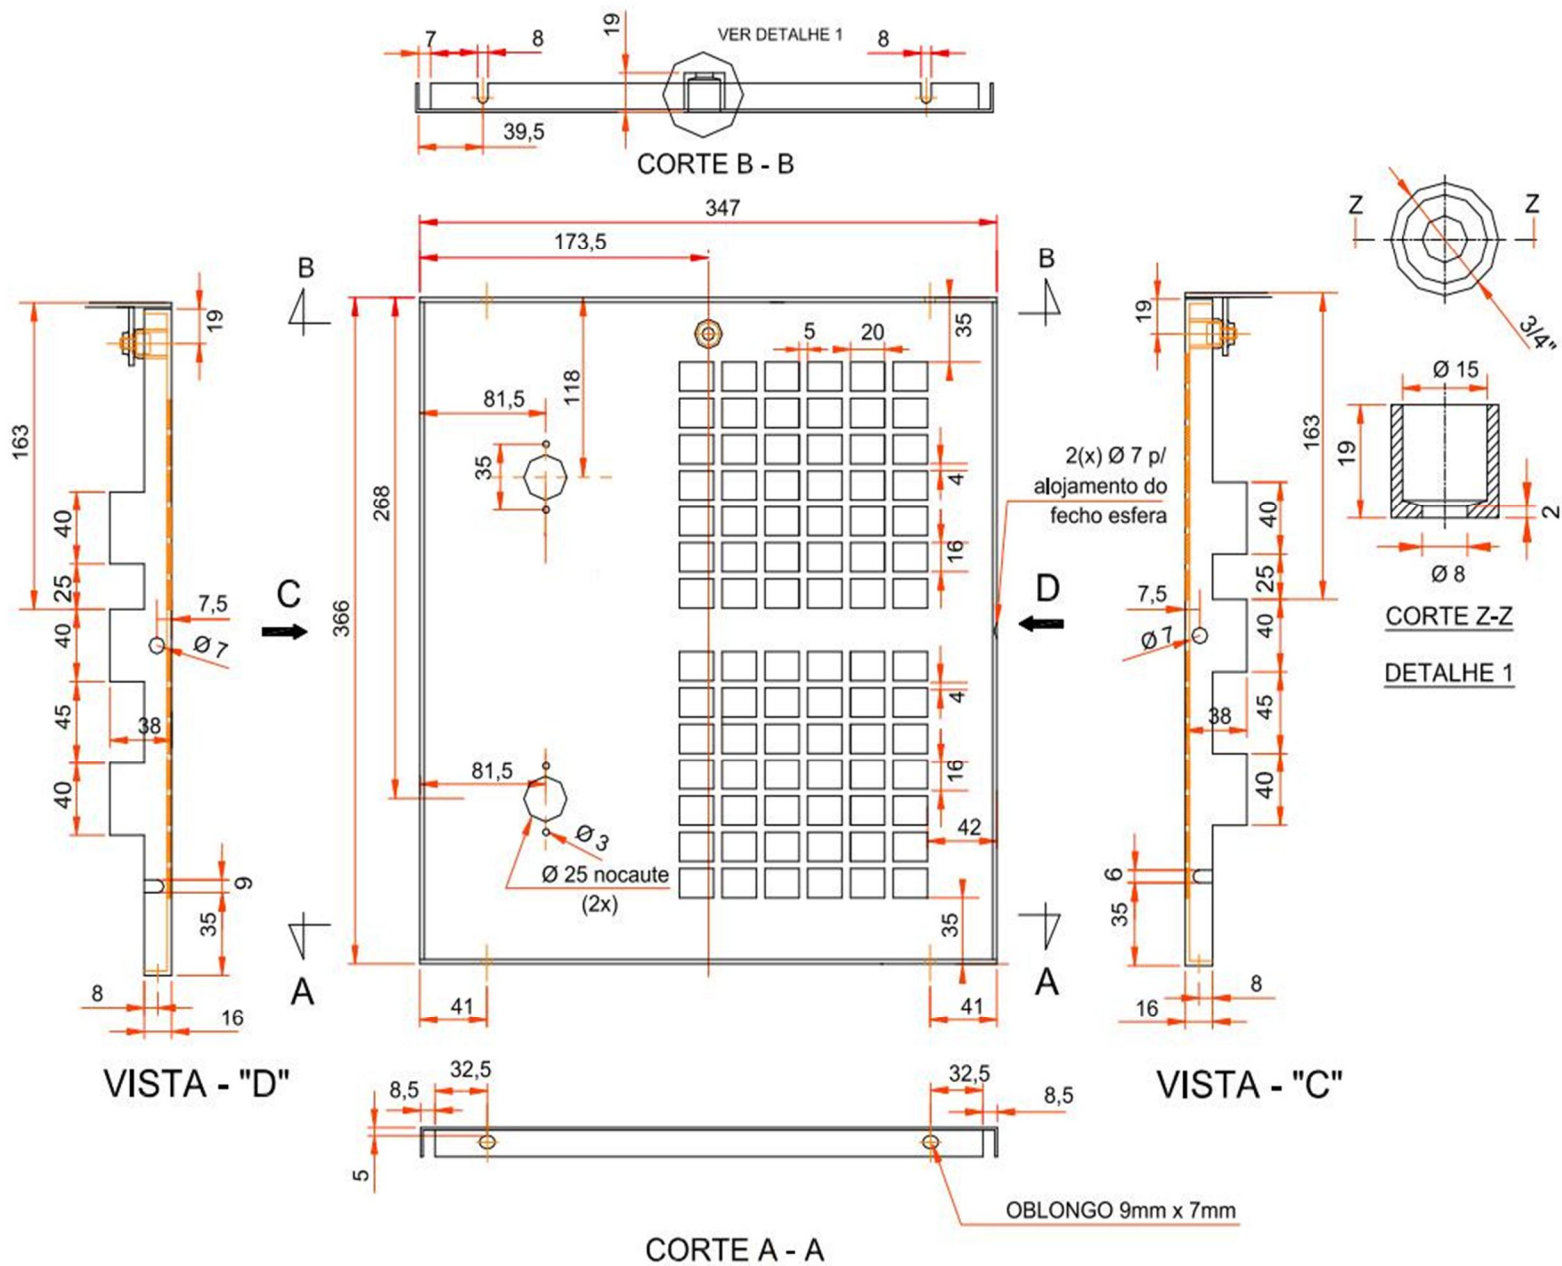 7
8
19
VER DETALHE 1
8
39,5
CORTE B - B
347
173,5
B
B
Z
Z
3/4"
19
163
40
25
40
45
40
7,5
Ø 7
38
9
35
8
16
VISTA - "D"
C
366
268
118
81,5
35
5
20
35
4
16
2(x) Ø 7 p/
alojamento do
fecho esfera
D
4
16
81,5
42
Ø 3
Ø 25 nocaute
(2x)
35
A
A
41
41
19
163
40
25
40
45
40
7,5
Ø 7
38
6
35
8
16
VISTA - "C"
Ø 15
19
2
Ø 8
CORTE Z-Z
DETALHE 1
32,5
8,5
32,5
8,5
5
OBLONGO 9mm x 7mm
CORTE A - A